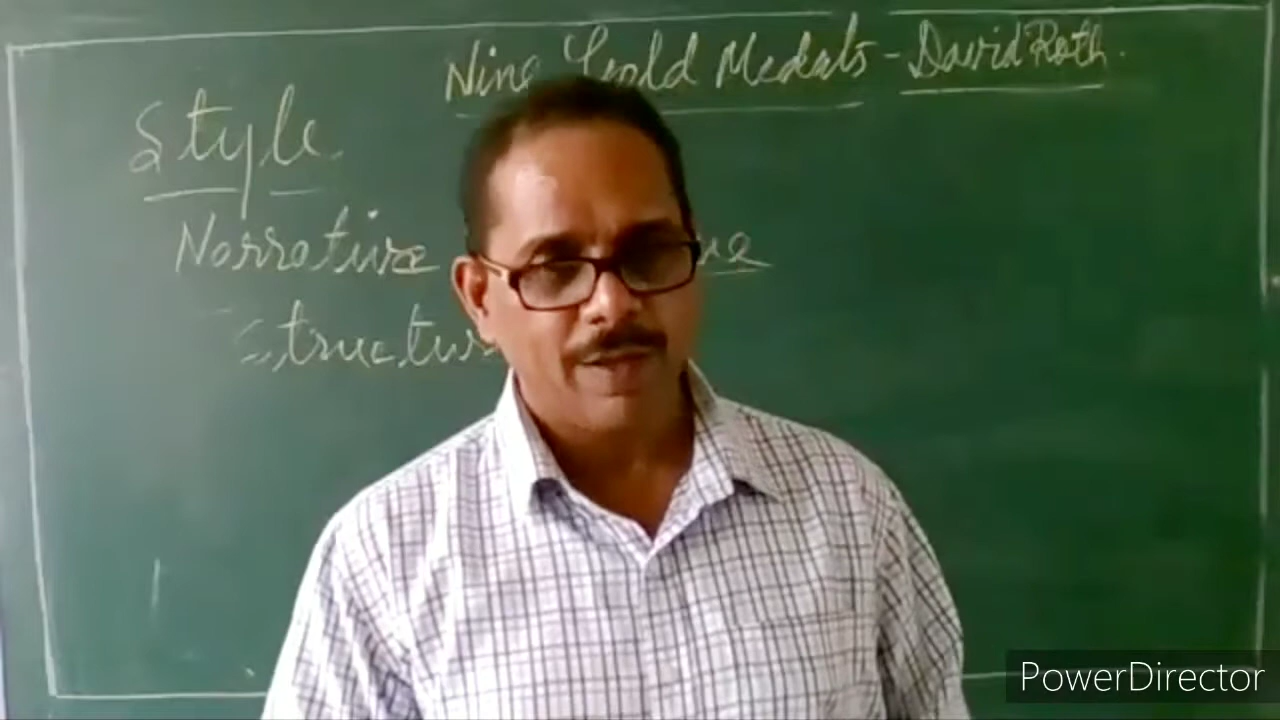 Nine Gold Medals - David Roth.
Style
Narrative
PowerDirector